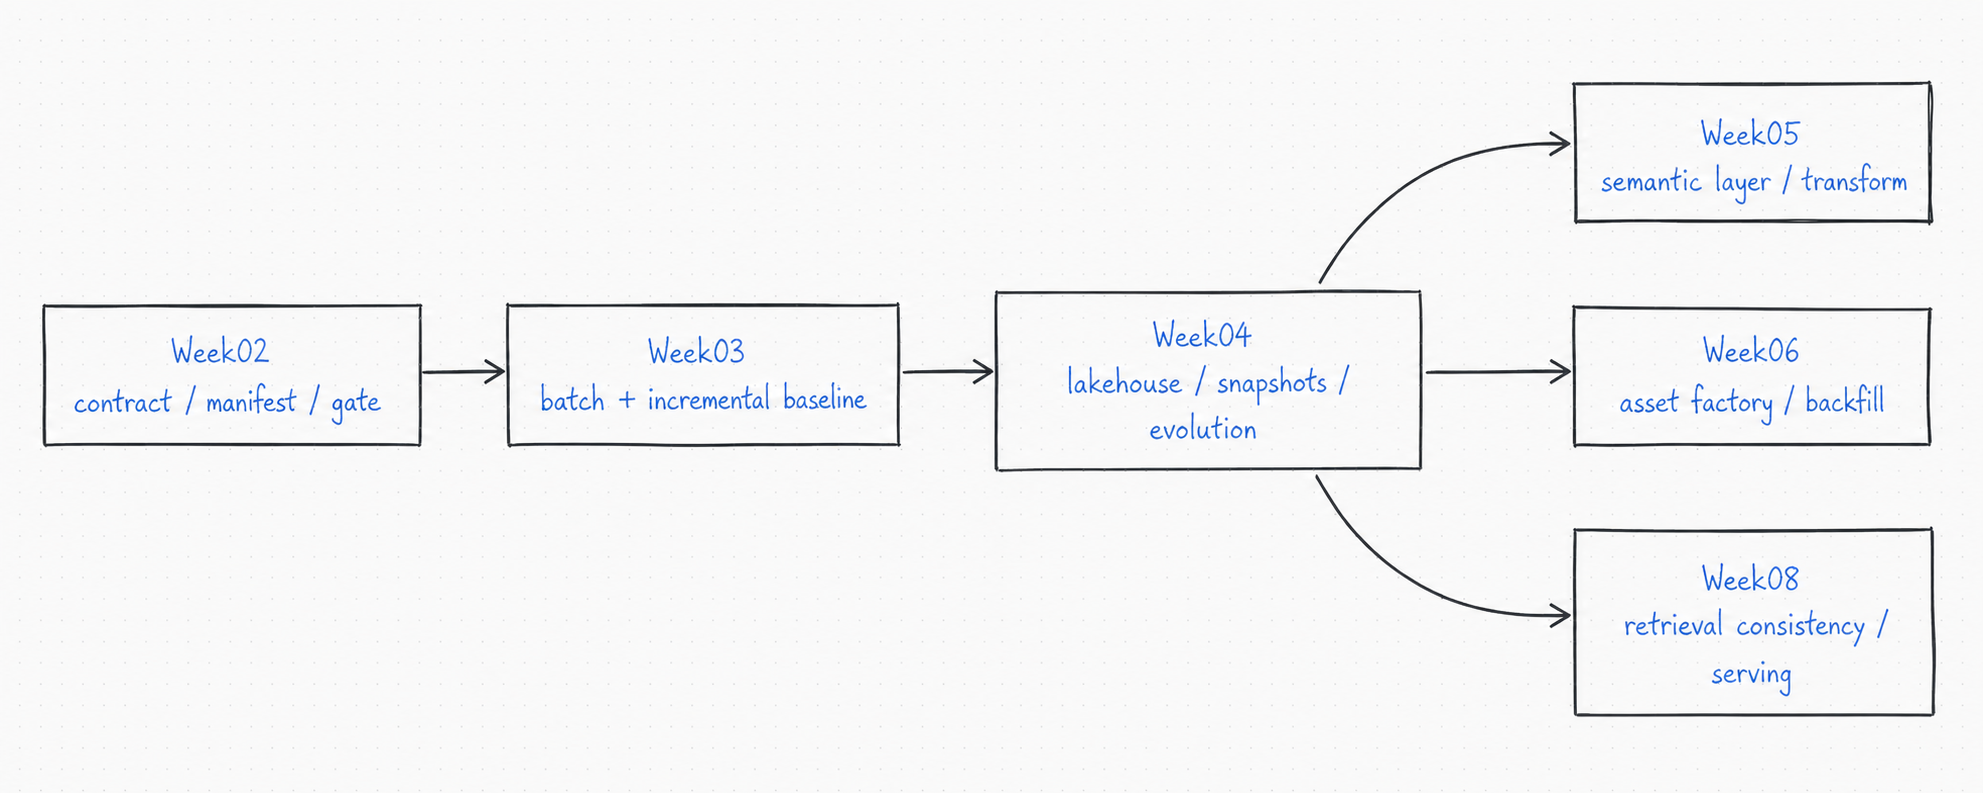 Week02
contract / manifest / gate
Week03
batch + incremental baseline
Week04
lakehouse / snapshots /
evolution
Week05
semantic layer / transform
Week06
asset factory / backfill
Week08
retrieval consistency /
serving